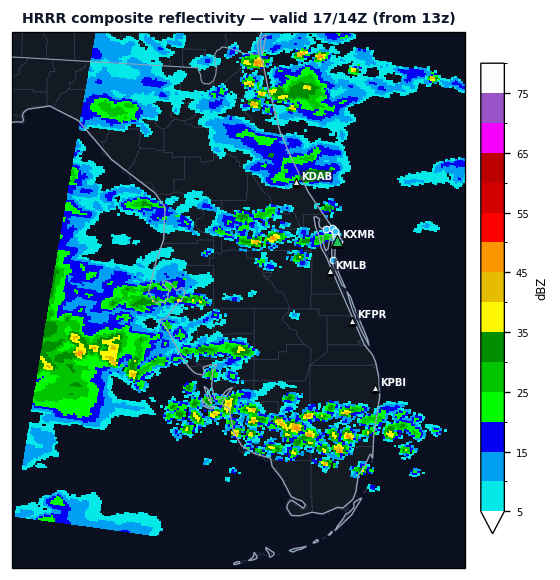 HRRR composite reflectivity — valid 17/14Z (from 13z)
KDAB
KXMR
KMLB
KFPR
KPBI
75
65
55
45
35
25
15
5
dBZ